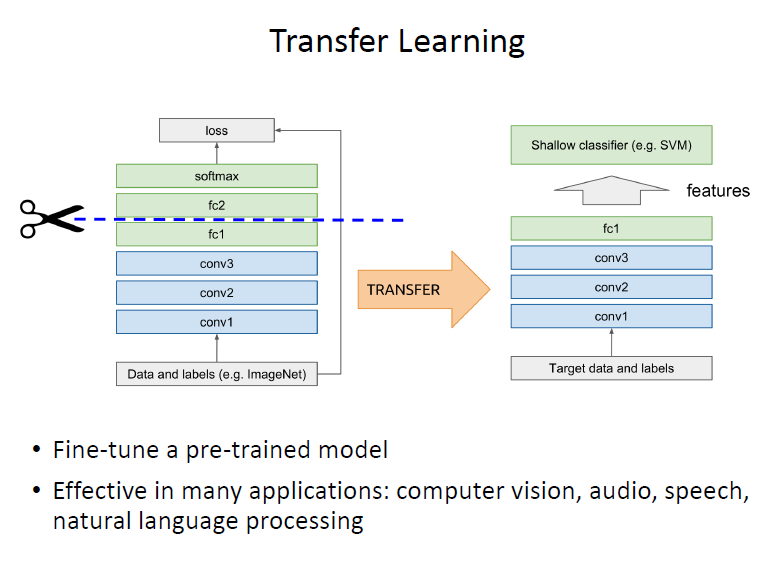 Transfer Learning
loss
softmax
fc2
fc1
conv3
conv2
conv1
Data and labels (e.g. ImageNet)
TRANSFER
Shallow classifier (e.g. SVM)
features
fc1
conv3
conv2
conv1
Target data and labels
• Fine-tune a pre-trained model
• Effective in many applications: computer vision, audio, speech,
natural language processing